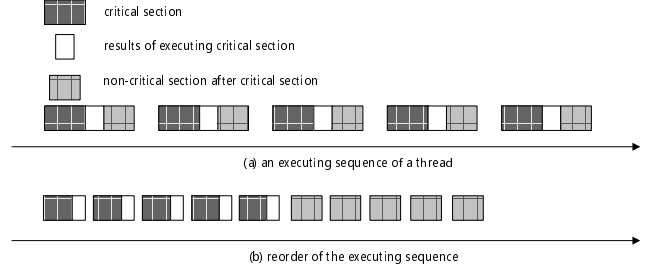 critical section
results of executing critical section
non-critical section after critical section
(a) an executing sequence of a thread
(b) reorder of the executing sequence